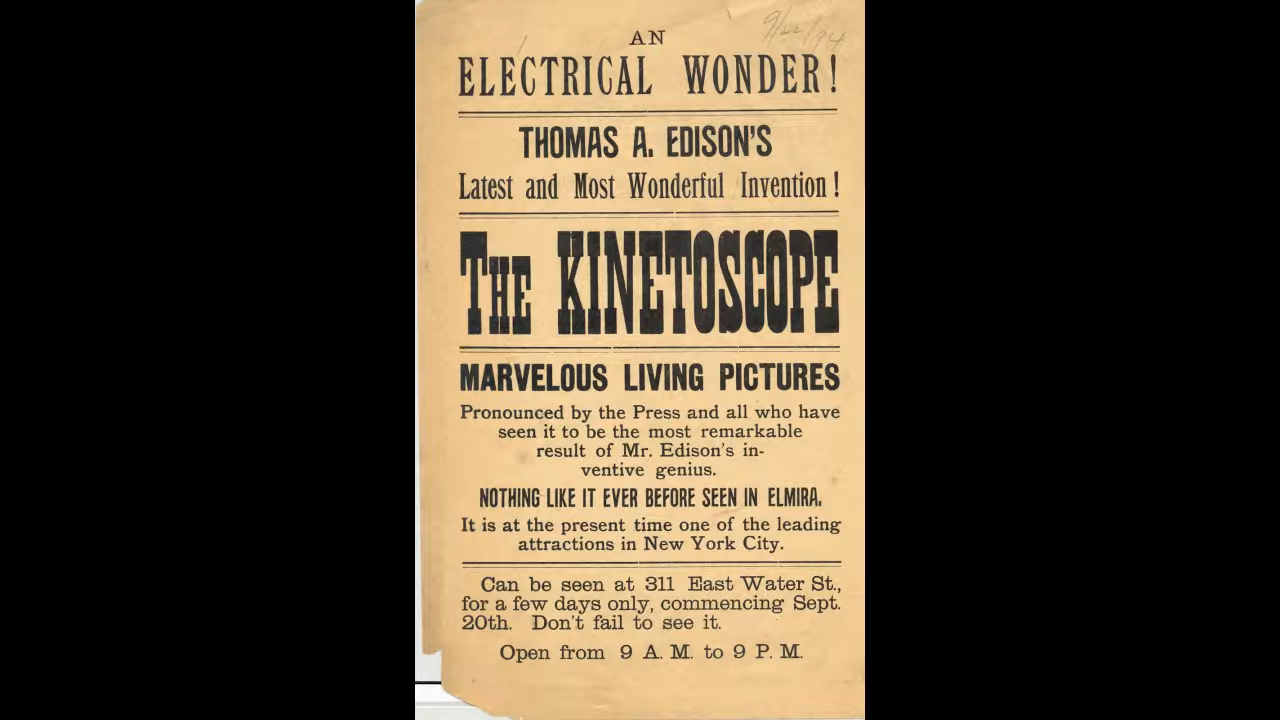 AN
ELECTRICAL WONDER!
THOMAS A. EDISON'S
Latest and Most Wonderful Invention!
THE KINETOSCOPE
MARVELOUS LIVING PICTURES
Pronounced by the Press and all who have
seen it to be the most remarkable
result of Mr. Edison's in-
ventive genius.
NOTHING LIKE IT EVER BEFORE SEEN IN ELMIRA.
It is at the present time one of the leading
attractions in New York City.
Can be seen at 311 East Water St.,
for a few days only, commencing Sept.
20th. Don't fail to see it.
Open from 9 A. M. to 9 P. M.